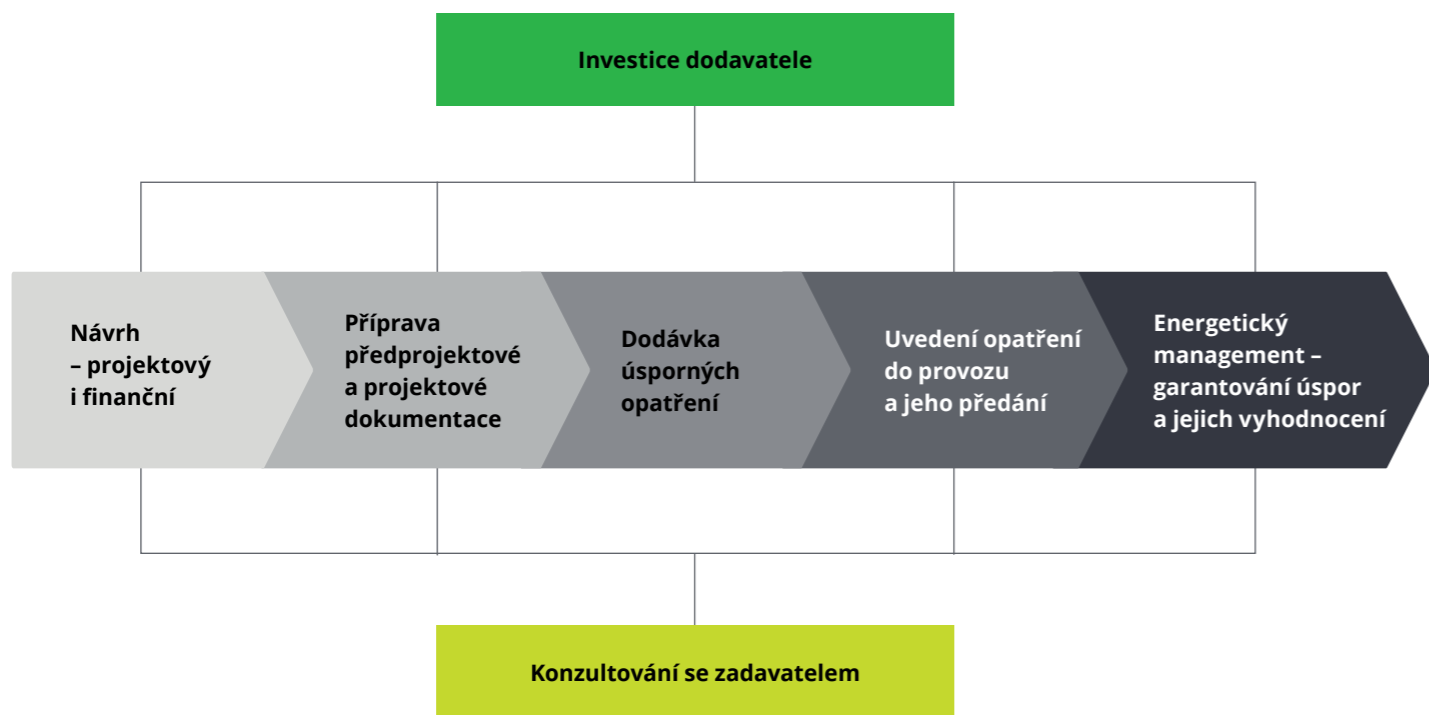 Investice dodavatele
Návrh
– projektový
i finanční
Příprava
předprojektové
a projektové
dokumentace
Dodávka
úsporných
opatření
Uvedení opatření
do provozu
a jeho předání
Energetický
management –
garantování úspor
a jejich vyhodnocení
Konzultování se zadavatelem